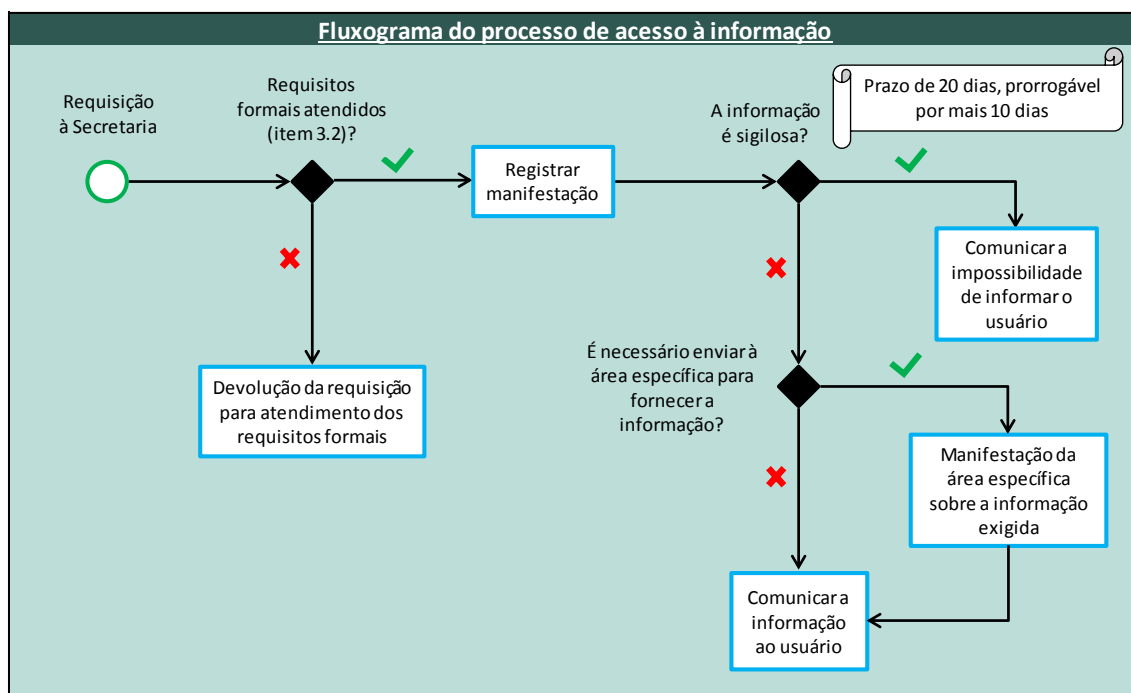 Fluxograma do processo de acesso à informação
Requisição
à Secretaria
Requisitos
formais atendidos
(item 3.2)?
Registrar
manifestação
A informação
é sigilosa?
Prazo de 20 dias, prorrogável
por mais 10 dias
Comunicar a
impossibilidade
de informar o
usuário
Devolução da requisição
para atendimento dos
requisitos formais
É necessário enviar à
área específica para
fornecer a
informação?
Manifestação da
área específica
sobre a informação
exigida
Comunicar a
informação
ao usuário